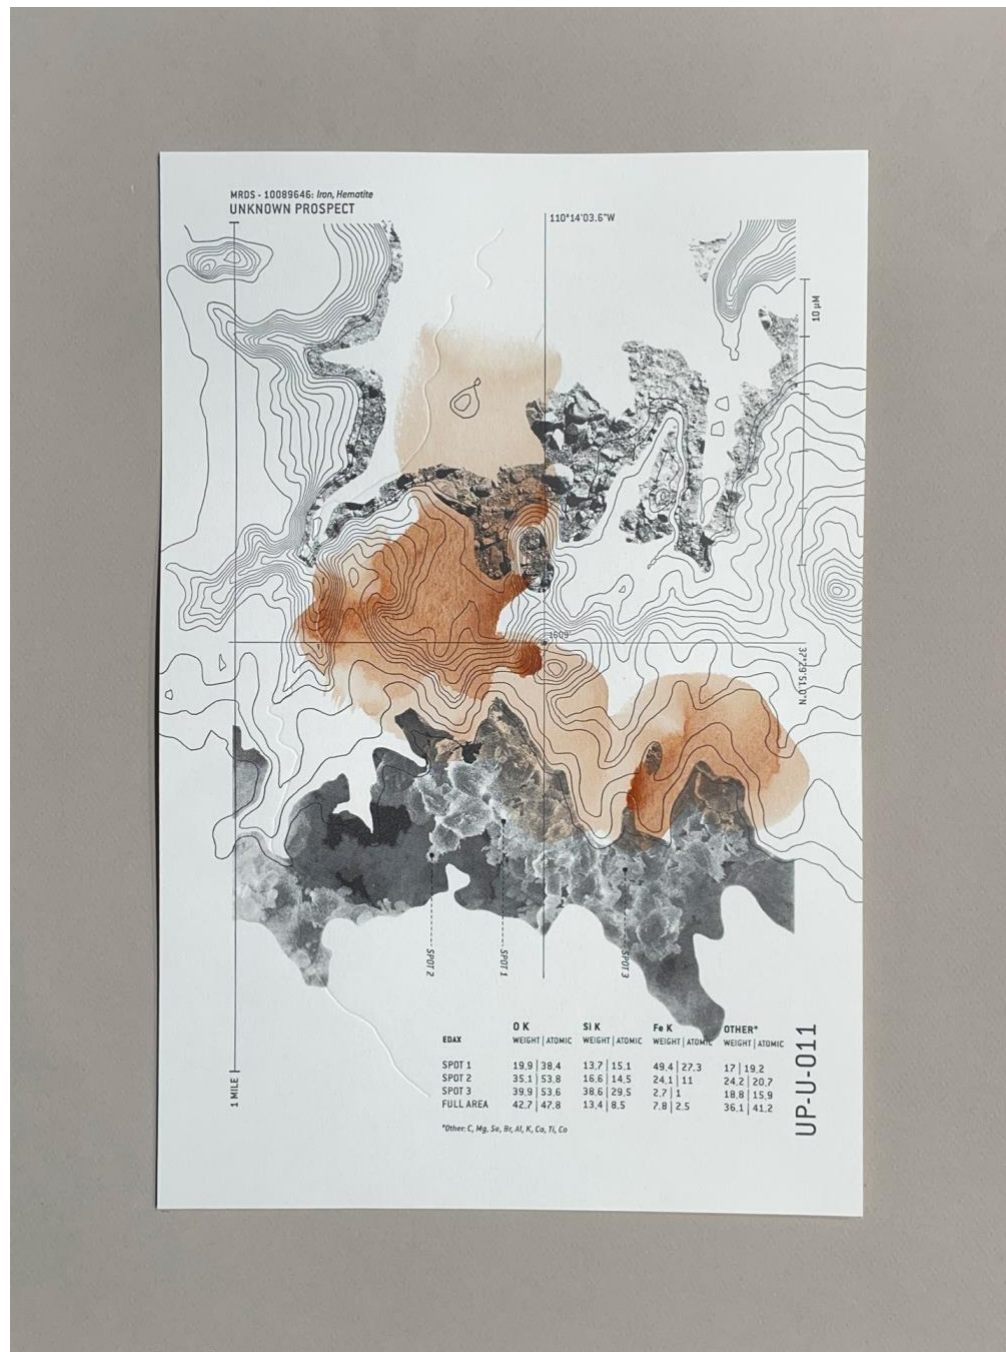 MRDS - 10089646: Iron, Hematite
UNKNOWN PROSPECT
110°14'03.6"W
10 µM
1609
37°29'51.0"N
SPOT 2
SPOT 1
SPOT 3
1 MILE
O K Si K Fe K OTHER*
EDAX WEIGHT | ATOMIC WEIGHT | ATOMIC WEIGHT | ATOMIC WEIGHT | ATOMIC
SPOT 1 19,9 | 38,4 13,7 | 15,1 49,4 | 27,3 17 | 19,2
SPOT 2 35,1 | 53,8 16,6 | 14,5 24,1 | 11 24,2 | 20,7
SPOT 3 39,9 | 53,6 38,6 | 29,5 2,7 | 1 18,8 | 15,9
FULL AREA 42,7 | 47,8 13,4 | 8,5 7,8 | 2,5 36,1 | 41,2
*Other: C, Mg, Se, Br, Al, K, Ca, Ti, Co
UP-U-011